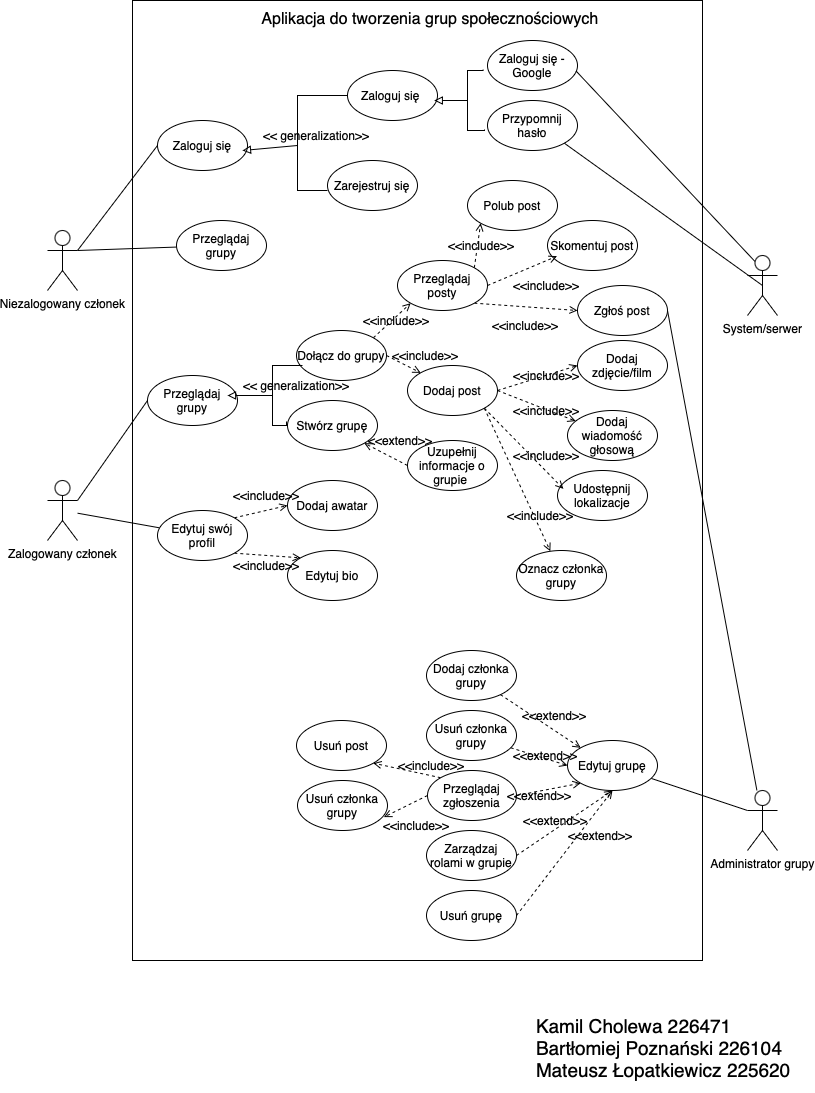 Aplikacja do tworzenia grup społecznościowych
Zaloguj się -
Google
Zaloguj się
Przypomnij
hasło
<< generalization>>
Zaloguj się
Zarejestruj się
Polub post
Przeglądaj
grupy
<<include>>
Skomentuj post
Niezalogowany członek
Przeglądaj
posty
<<include>>
Zgłoś post
System/serwer
<<include>>
<<include>>
Dołącz do grupy
<<include>>
Dodaj
zdjęcie/film
<<include>>
Przeglądaj
grupy
<< generalization>>
Dodaj post
<<include>>
Dodaj
wiadomość
głosową
Stwórz grupę
<<extend>>
Uzupełnij
informacje o
grupie
<<include>>
Udostępnij
lokalizacje
<<include>>
Dodaj awatar
<<include>>
Zalogowany członek
Edytuj swój
profil
<<include>>
Edytuj bio
Oznacz członka
grupy
Dodaj członka
grupy
<<extend>>
Usuń członka
grupy
<<extend>>
Usuń post
<<include>>
Edytuj grupę
Przeglądaj
zgłoszenia
<<extend>>
Usuń członka
grupy
<<include>>
<<extend>>
<<extend>>
Zarządzaj
rolami w grupie
Administrator grupy
Usuń grupę
Kamil Cholewa 226471
Bartłomiej Poznański 226104
Mateusz Łopatkiewicz 225620